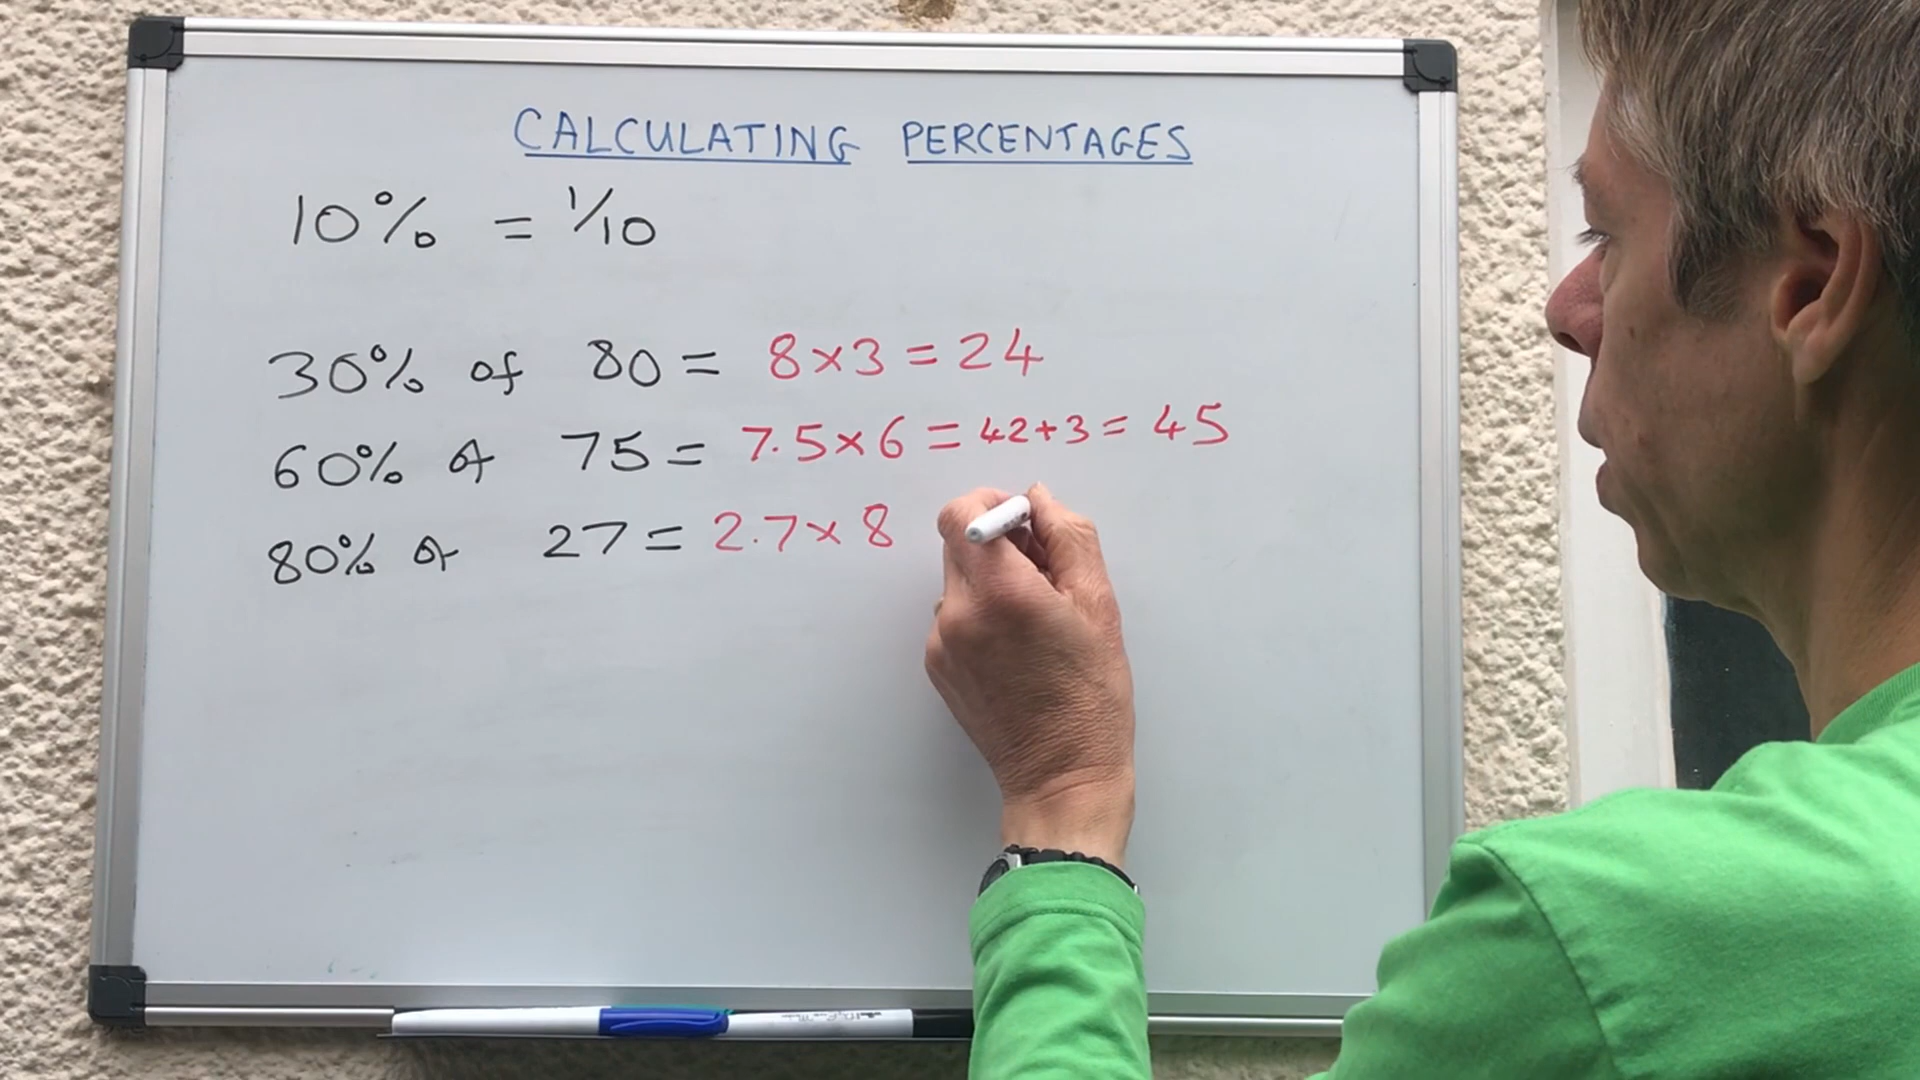 CALCULATING PERCENTAGES
10% = 1/10
30% of 80 = 8×3 = 24
60% of 75 = 7.5×6 = 42+3 = 45
80% of 27 = 2.7×8